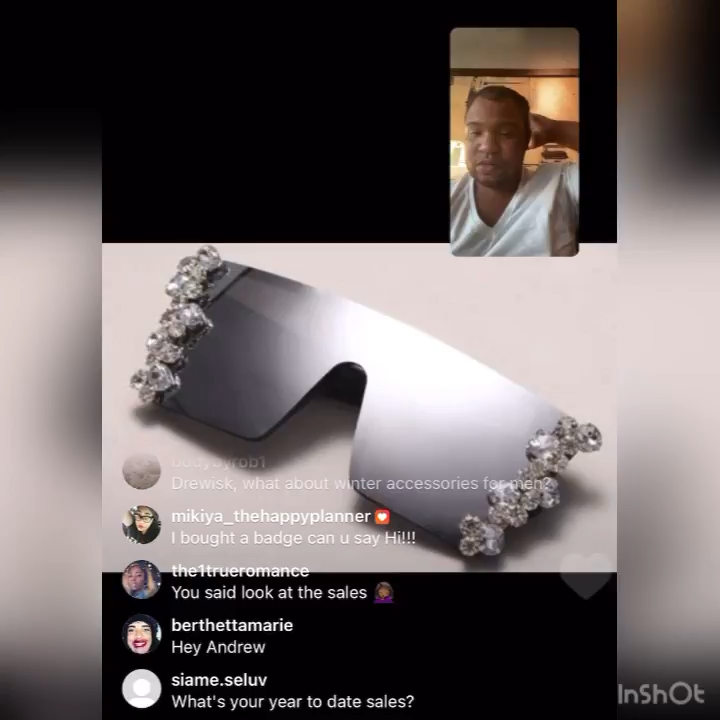 Drewisk, what about winter accessories for men?
mikiya_thehappyplanner
I bought a badge can u say Hi!!!
the1trueromance
You said look at the sales
berthettamarie
Hey Andrew
siame.seluv
What's your year to date sales?
InShOt